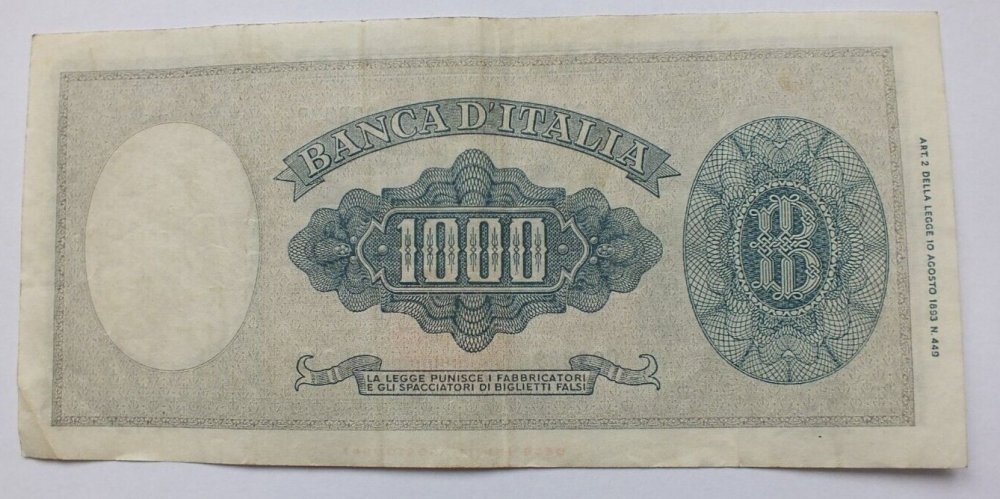 BANCA D'ITALIA
1000
LA LEGGE PUNISCE I FABBRICATORI
E GLI SPACCIATORI DI BIGLIETTI FALSI
ART. 2 DELLA LEGGE 10 AGOSTO 1893 N. 449